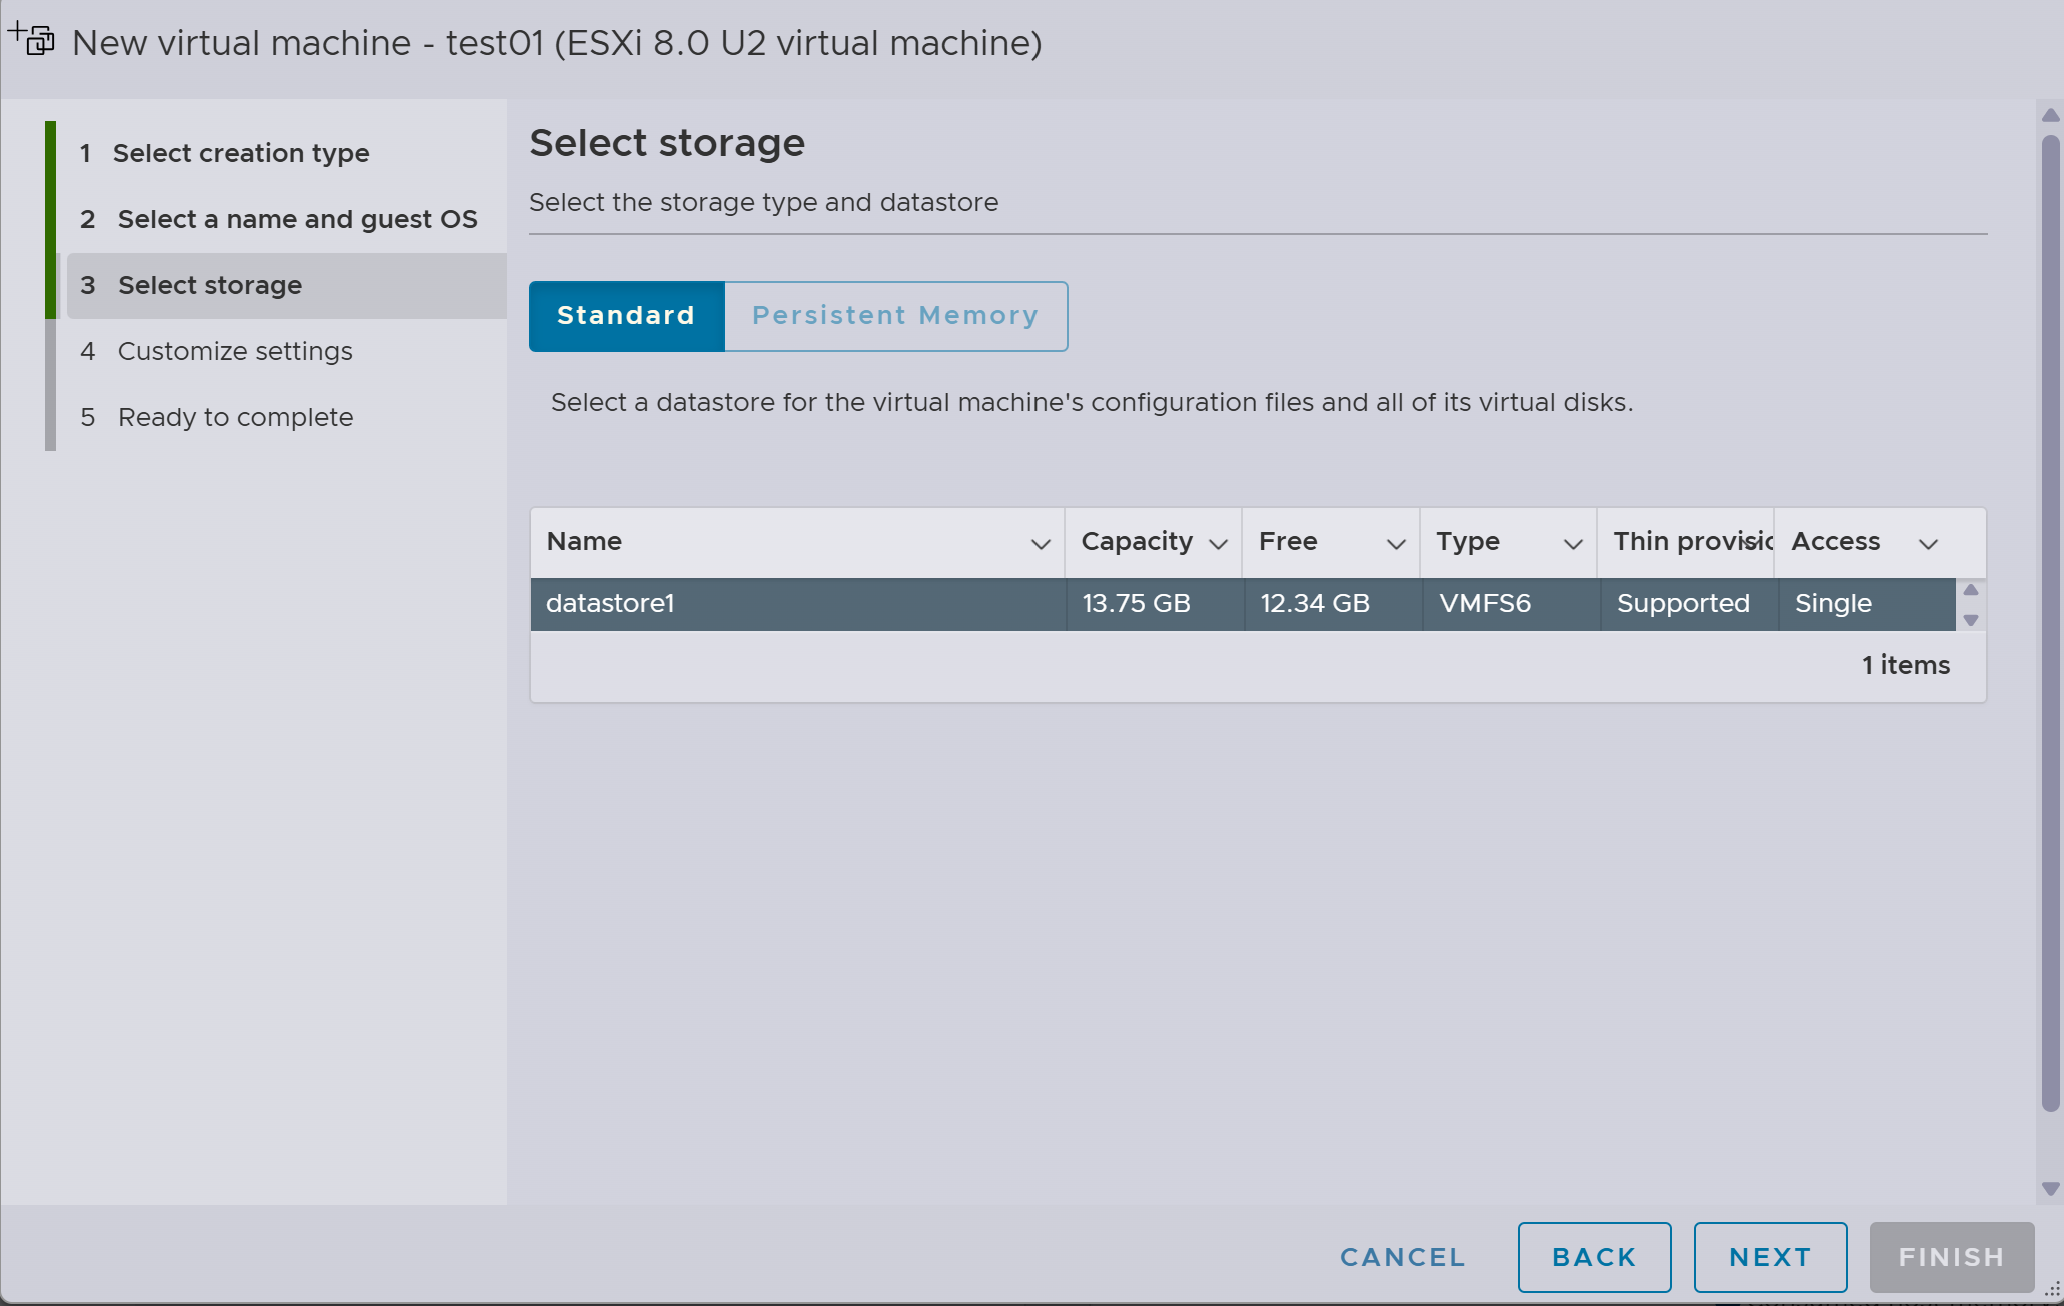 New virtual machine - test01 (ESXi 8.0 U2 virtual machine)
1 Select creation type
2 Select a name and guest OS
3 Select storage
4 Customize settings
5 Ready to complete
Select storage
Select the storage type and datastore
Standard Persistent Memory
Select a datastore for the virtual machine's configuration files and all of its virtual disks.
Name Capacity Free Type Thin Access
datastore1 13.75 GB 12.34 GB VMFS6 Supported Single
1 items
CANCEL BACK NEXT FINISH